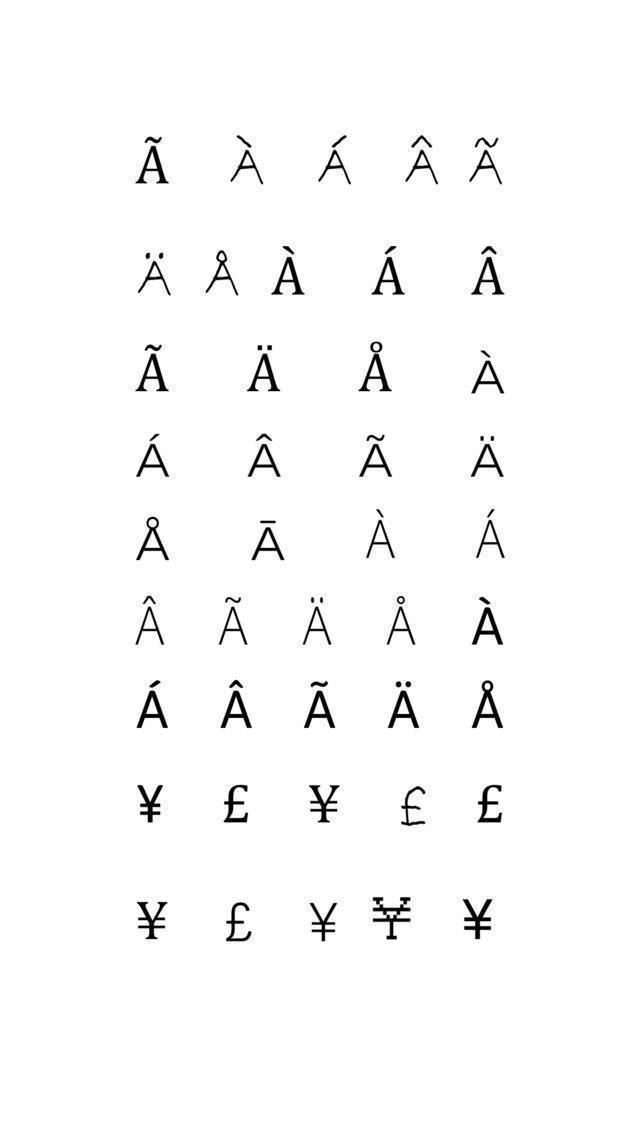 Ã À Á Â Ã
Ä Å À Á Â
Ã Ä Å À
Á Â Ã Ä
Å Ā À Á
Â Ã Ä Å À
Á Â Ã Ä Å
¥ £ ¥ £ £
¥ £ ¥ ¥ ¥